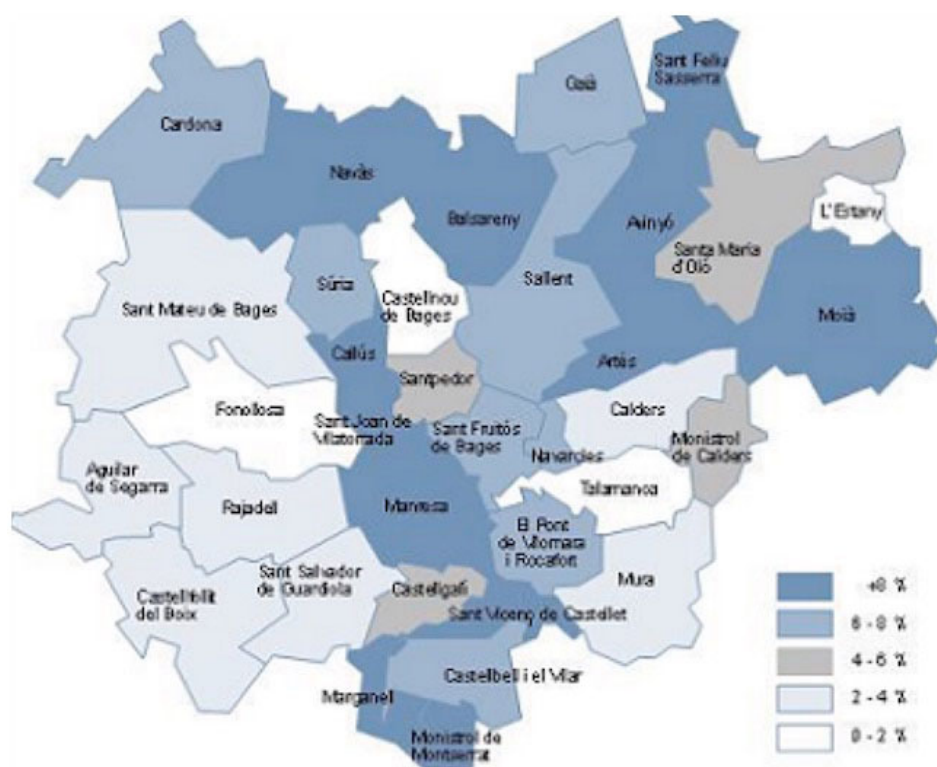 Sant Feliu
Sasserra
Gaià
Cardona
Navàs
Balsareny
Avinyó
L'Estany
Santa Maria
d'Oló
Súria
Sallent
Castellnou
de Bages
Sant Mateu de Bages
Moià
Callús
Artés
Santpedor
Fonollosa
Calders
Sant Joan de
Vilatorrada
Sant Fruitós
de Bages
Navarcles
Monistrol
de Calders
Aguilar
de Segarra
Talamanca
Rajadell
Manresa
El Pont
de Vilomara
i Rocafort
Mura
Sant Salvador
de Guardiola
Castellgalí
Castellfollit
del Boix
Sant Vicenç de Castellet
Castellbell i el Vilar
Marganell
Monistrol de
Montserrat
+8 %
6 - 8 %
4 - 6 %
2 - 4 %
0 - 2 %